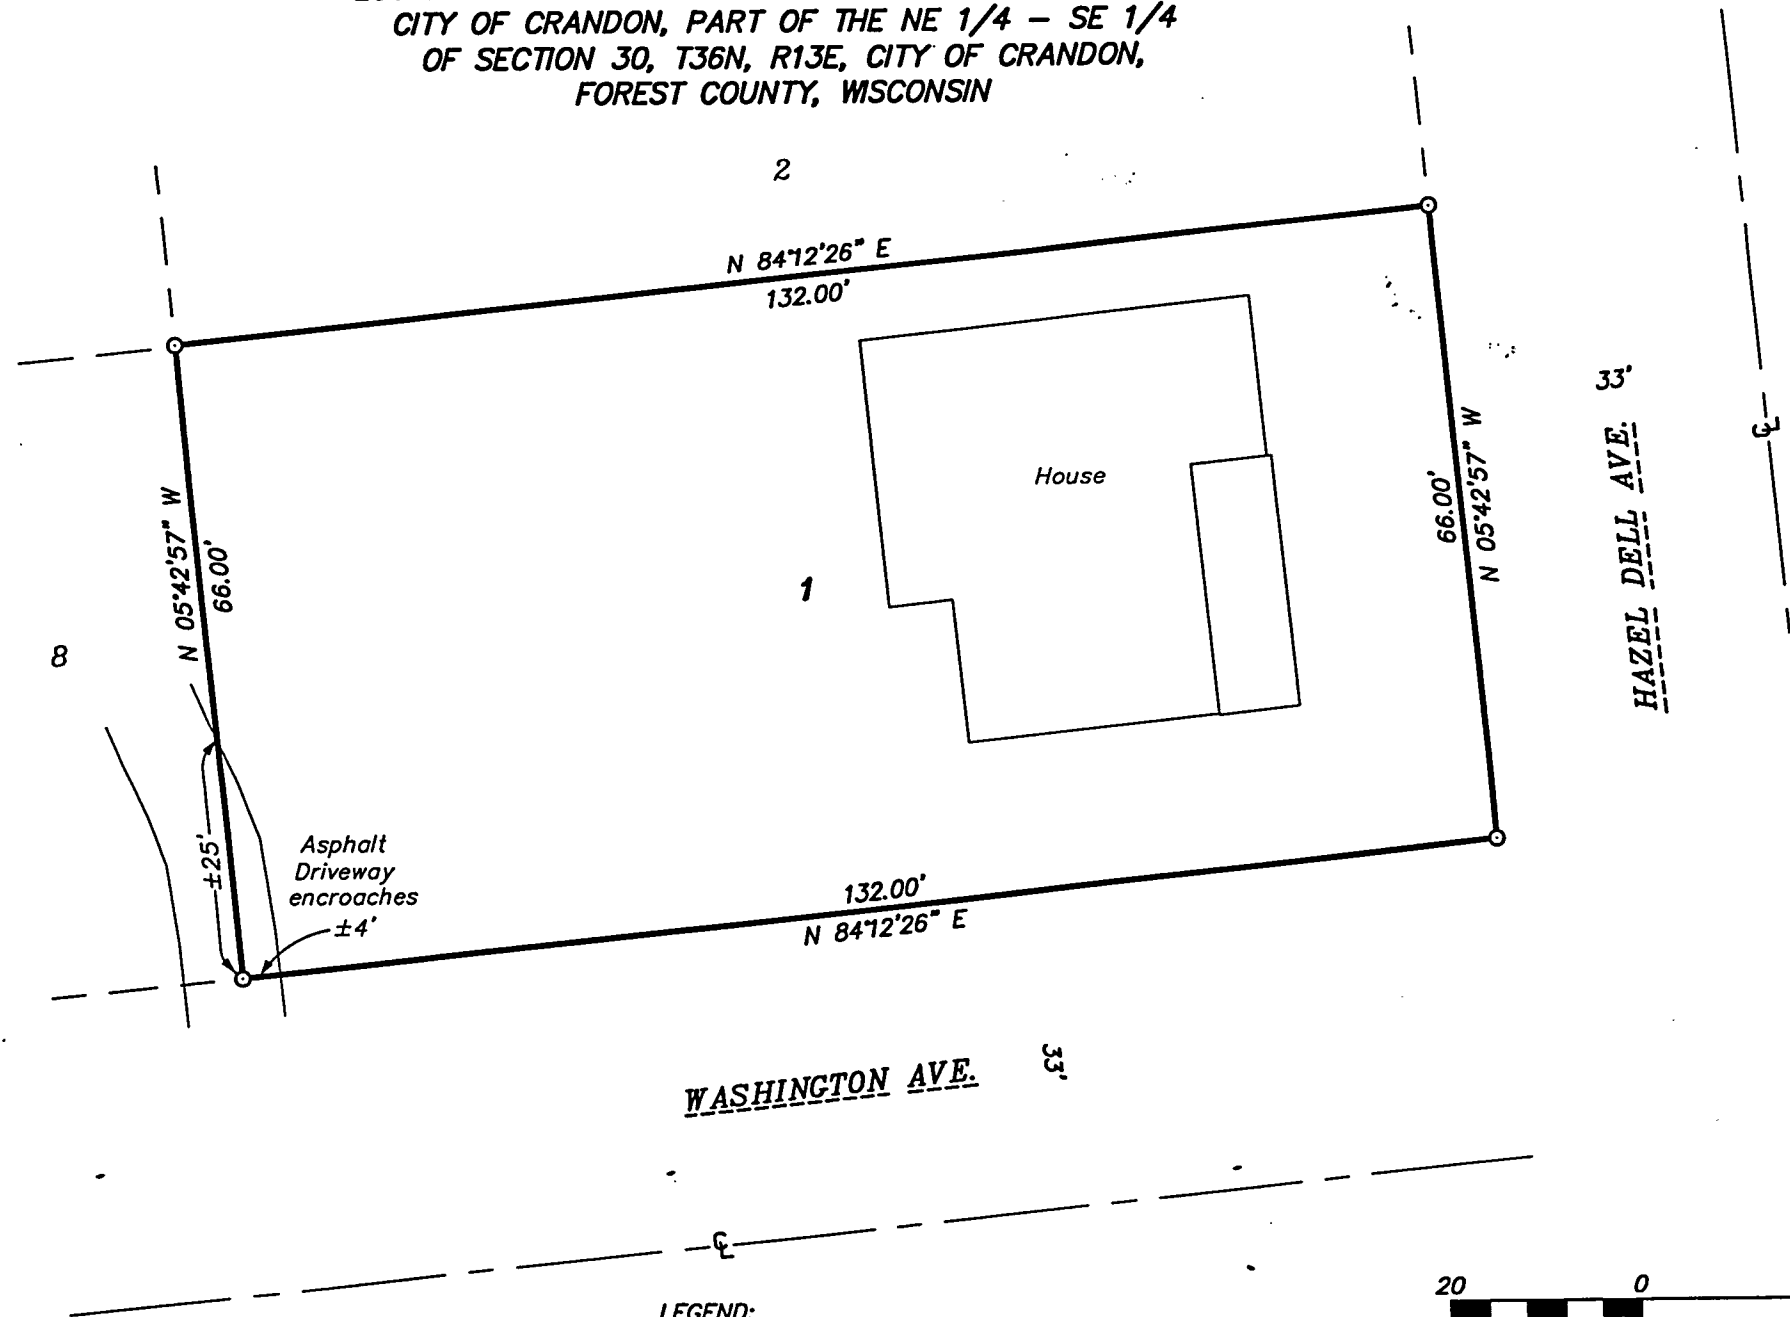 CITY OF CRANDON, PART OF THE NE 1/4 - SE 1/4
OF SECTION 30, T36N, R13E, CITY OF CRANDON,
FOREST COUNTY, WISCONSIN
2
N 84°12'26" E
132.00'
33'
HAZEL DELL AVE.
House
N 05°42'57" W
66.00'
66.00'
N 05°42'57" W
1
8
±25'
Asphalt
Driveway
encroaches
±4'
132.00'
N 84°12'26" E
WASHINGTON AVE.
33'
℄
℄
LEGEND:
20 0